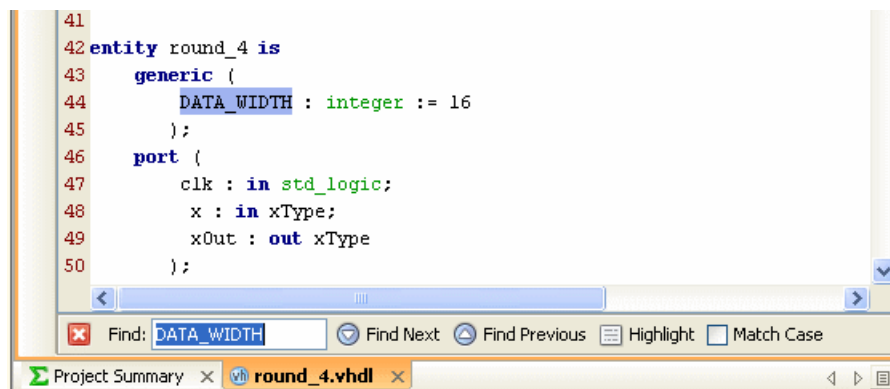 41
42 entity round_4 is
43 generic (
44 DATA_WIDTH : integer := 16
45 );
46 port (
47 clk : in std_logic;
48 x : in xType;
49 xOut : out xType
50 );
Find: DATA_WIDTH Find Next Find Previous Highlight Match Case
Σ Project Summary × vh round_4.vhdl ×